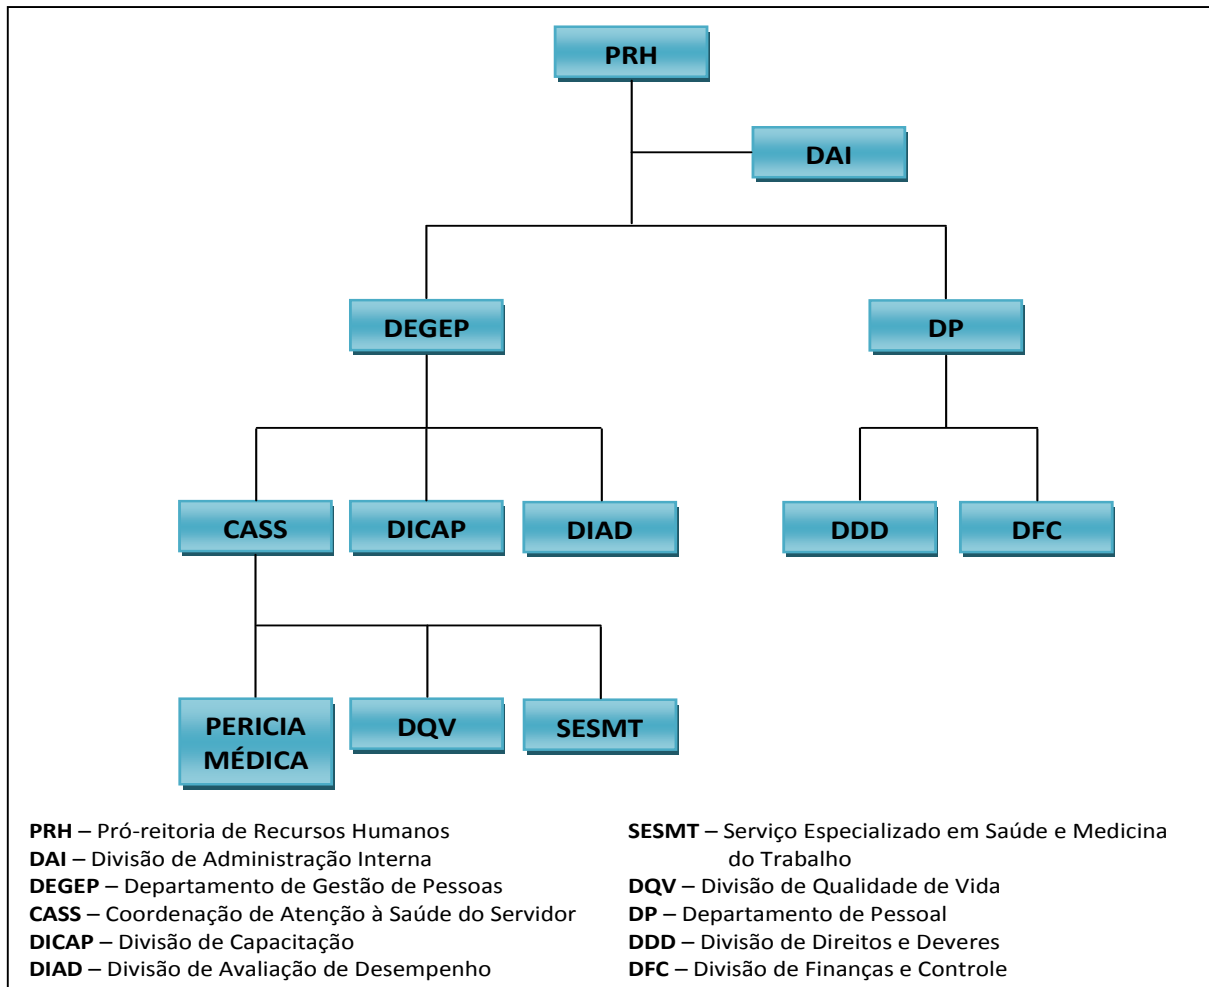 PRH
DAI
DEGEP
DP
CASS
DICAP
DIAD
DDD
DFC
PERICIA
MÉDICA
DQV
SESMT
PRH – Pró-reitoria de Recursos Humanos
DAI – Divisão de Administração Interna
DEGEP – Departamento de Gestão de Pessoas
CASS – Coordenação de Atenção à Saúde do Servidor
DICAP – Divisão de Capacitação
DIAD – Divisão de Avaliação de Desempenho
SESMT – Serviço Especializado em Saúde e Medicina
do Trabalho
DQV – Divisão de Qualidade de Vida
DP – Departamento de Pessoal
DDD – Divisão de Direitos e Deveres
DFC – Divisão de Finanças e Controle